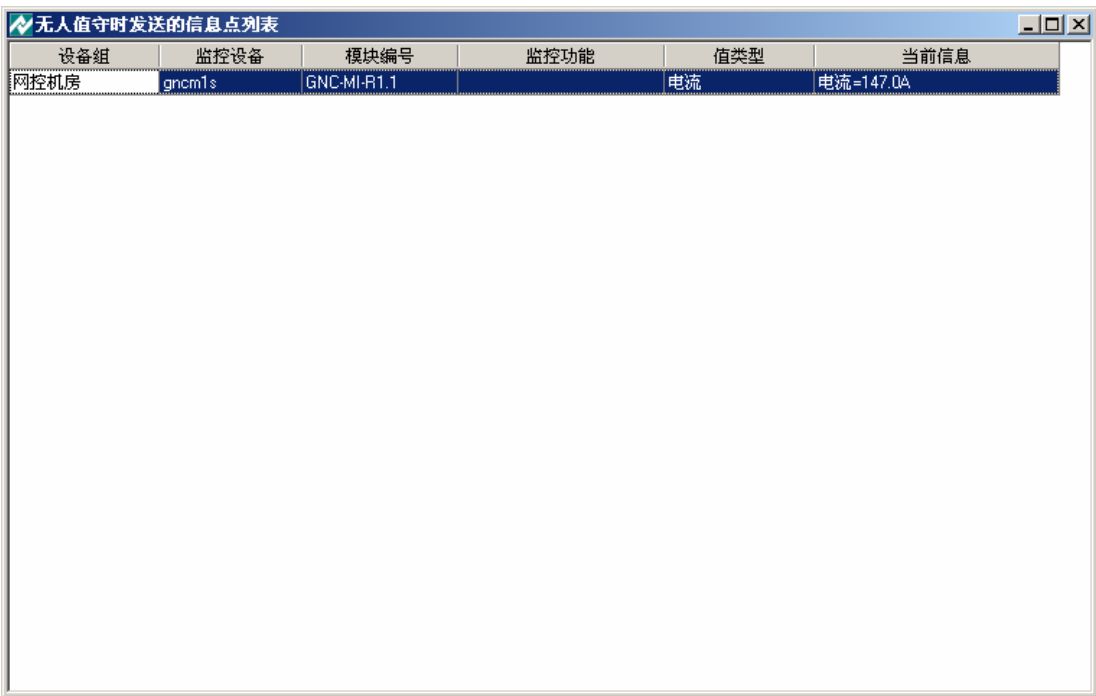 无人值守时发送的信息点列表
设备组 监控设备 模块编号 监控功能 值类型 当前信息
网控机房 gncm1s GNC-MI-R1.1 电流 电流=147.0A